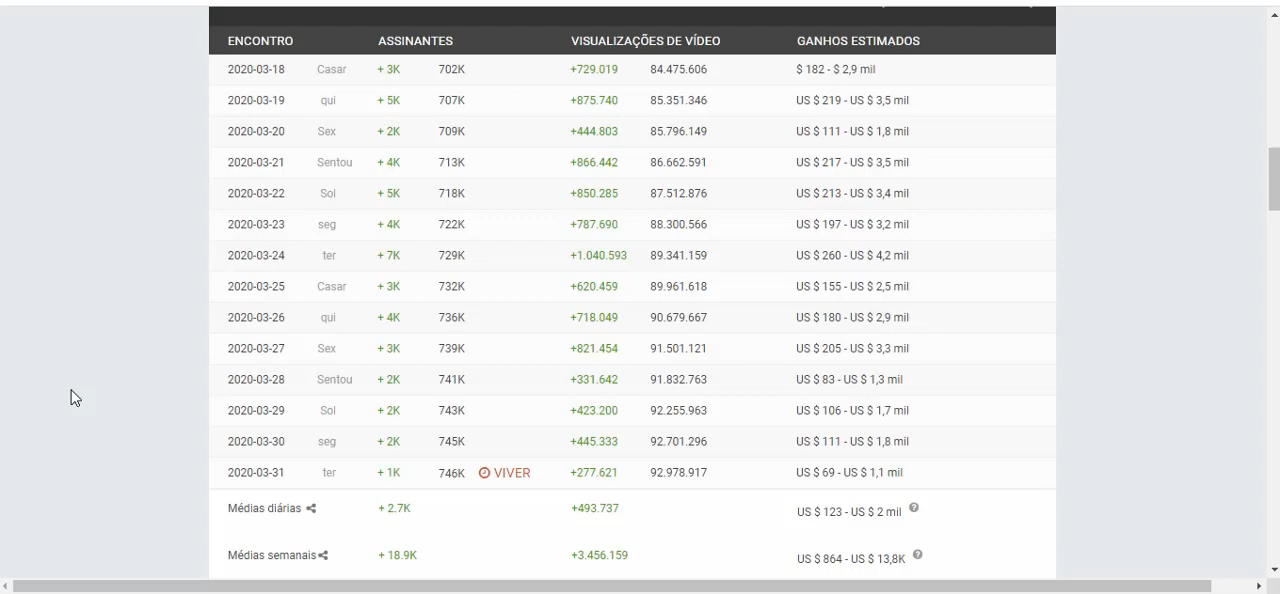 ENCONTRO ASSINANTES VISUALIZAÇÕES DE VÍDEO GANHOS ESTIMADOS
2020-03-18 Casar + 3K 702K +729.019 84.475.606 $ 182 - $ 2,9 mil
2020-03-19 qui + 5K 707K +875.740 85.351.346 US $ 219 - US $ 3,5 mil
2020-03-20 Sex + 2K 709K +444.803 85.796.149 US $ 111 - US $ 1,8 mil
2020-03-21 Sentou + 4K 713K +866.442 86.662.591 US $ 217 - US $ 3,5 mil
2020-03-22 Sol + 5K 718K +850.285 87.512.876 US $ 213 - US $ 3,4 mil
2020-03-23 seg + 4K 722K +787.690 88.300.566 US $ 197 - US $ 3,2 mil
2020-03-24 ter + 7K 729K +1.040.593 89.341.159 US $ 260 - US $ 4,2 mil
2020-03-25 Casar + 3K 732K +620.459 89.961.618 US $ 155 - US $ 2,5 mil
2020-03-26 qui + 4K 736K +718.049 90.679.667 US $ 180 - US $ 2,9 mil
2020-03-27 Sex + 3K 739K +821.454 91.501.121 US $ 205 - US $ 3,3 mil
2020-03-28 Sentou + 2K 741K +331.642 91.832.763 US $ 83 - US $ 1,3 mil
2020-03-29 Sol + 2K 743K +423.200 92.255.963 US $ 106 - US $ 1,7 mil
2020-03-30 seg + 2K 745K +445.333 92.701.296 US $ 111 - US $ 1,8 mil
2020-03-31 ter + 1K 746K VIVER +277.621 92.978.917 US $ 69 - US $ 1,1 mil
Médias diárias + 2.7K +493.737 US $ 123 - US $ 2 mil ?
Médias semanais + 18.9K +3.456.159 US $ 864 - US $ 13,8K ?